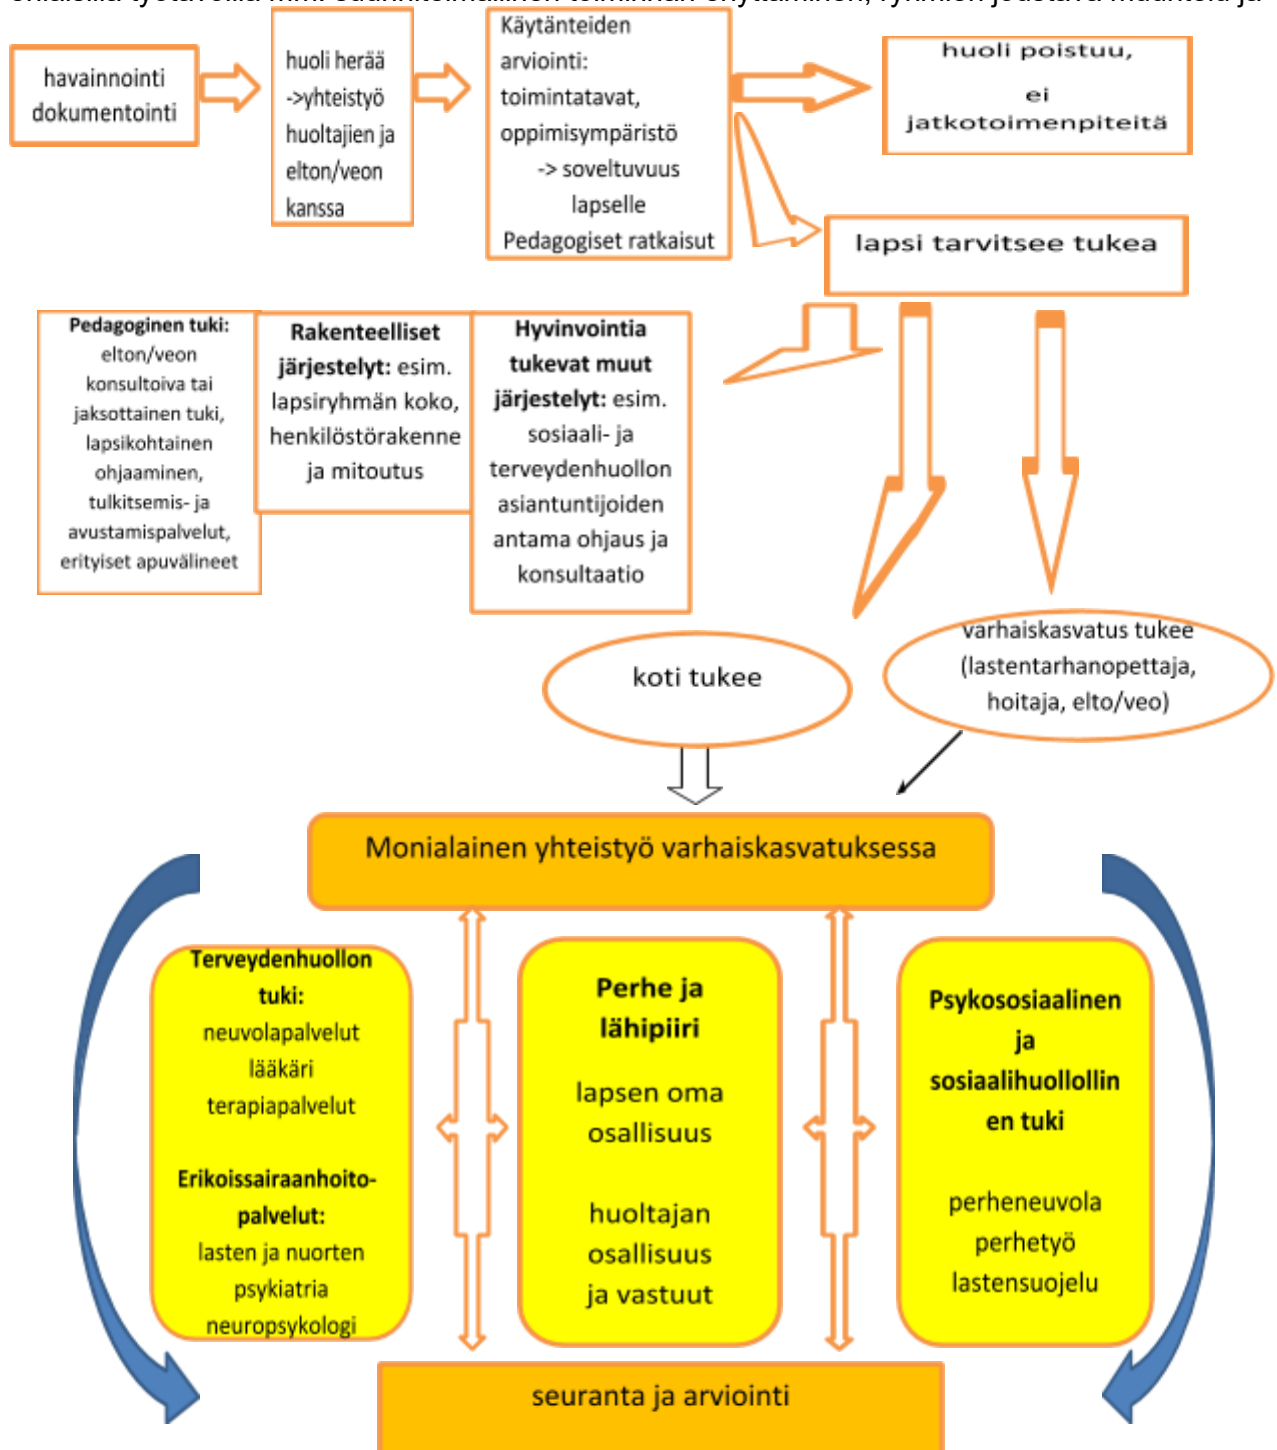 havainnointi
dokumentointi
huoli herää
->yhteistyö
huoltajien ja
elton/veon
kanssa
Käytänteiden
arviointi:
toimintatavat,
oppimisympäristö
-> soveltuvuus
lapselle
Pedagogiset ratkaisut
huoli poistuu,
ei
jatkotoimenpiteitä
lapsi tarvitsee tukea
Pedagoginen tuki:
elton/veon
konsultoiva tai
jaksottainen tuki,
lapsikohtainen
ohjaaminen,
tulkitsemis- ja
avustamispalvelut,
erityiset apuvälineet
Rakenteelliset
järjestelyt: esim.
lapsiryhmän koko,
henkilöstörakenne
ja mitoutus
Hyvinvointia
tukevat muut
järjestelyt: esim.
sosiaali- ja
terveydenhuollon
asiantuntijoiden
antama ohjaus ja
konsultaatio
koti tukee
varhaiskasvatus tukee
(lastentarhanopettaja,
hoitaja, elto/veo)
Monialainen yhteistyö varhaiskasvatuksessa
Terveydenhuollon
tuki:
neuvolapalvelut
lääkäri
terapiapalvelut
Erikoissairaanhoito-
palvelut:
lasten ja nuorten
psykiatria
neuropsykologi
Perhe ja
lähipiiri
lapsen oma
osallisuus
huoltajan
osallisuus
ja vastuut
Psykososiaalinen
ja
sosiaalihuollollin
en tuki
perheneuvola
perhetyö
lastensuojelu
seuranta ja arviointi